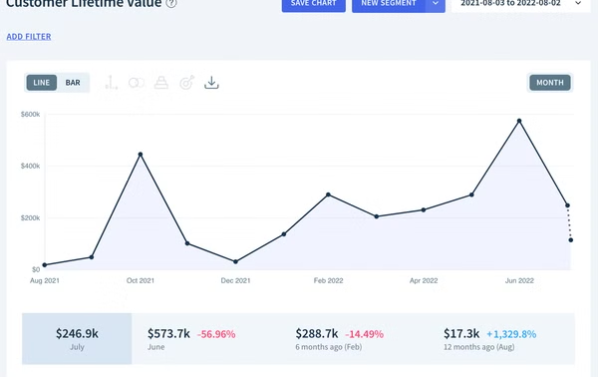 Customer Lifetime Value ?
SAVE CHART
NEW SEGMENT
2021-08-03 to 2022-08-02
ADD FILTER
LINE BAR
MONTH
$600k
$400k
$200k
$0
Aug 2021 Oct 2021 Dec 2021 Feb 2022 Apr 2022 Jun 2022
$246.9k
July
$573.7k -56.96%
June
$288.7k -14.49%
6 months ago (Feb)
$17.3k +1,329.8%
12 months ago (Aug)